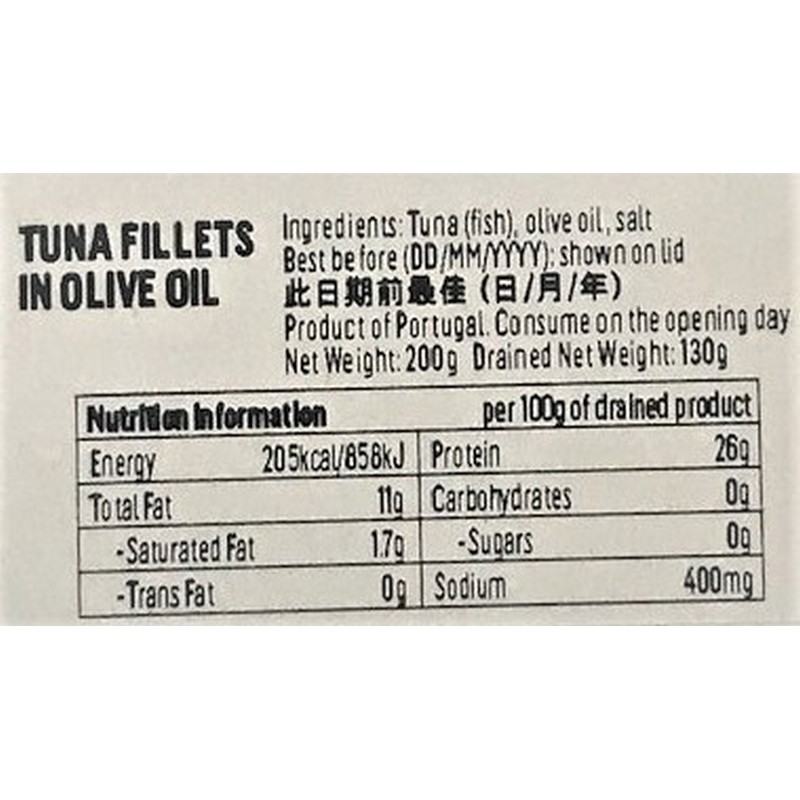 TUNA FILLETS
IN OLIVE OIL
Ingredients: Tuna (fish), olive oil, salt
Best before (DD/MM/YYYY): shown on lid
此日期前最佳 (日/月/年)
Product of Portugal. Consume on the opening day
Net Weight: 200g Drained Net Weight: 130g
Nutrition Information per 100g of drained product
Energy 205kcal/858kJ Protein 26g
Total Fat 11g Carbohydrates 0g
-Saturated Fat 1.7g -Sugars 0g
-Trans Fat 0g Sodium 400mg